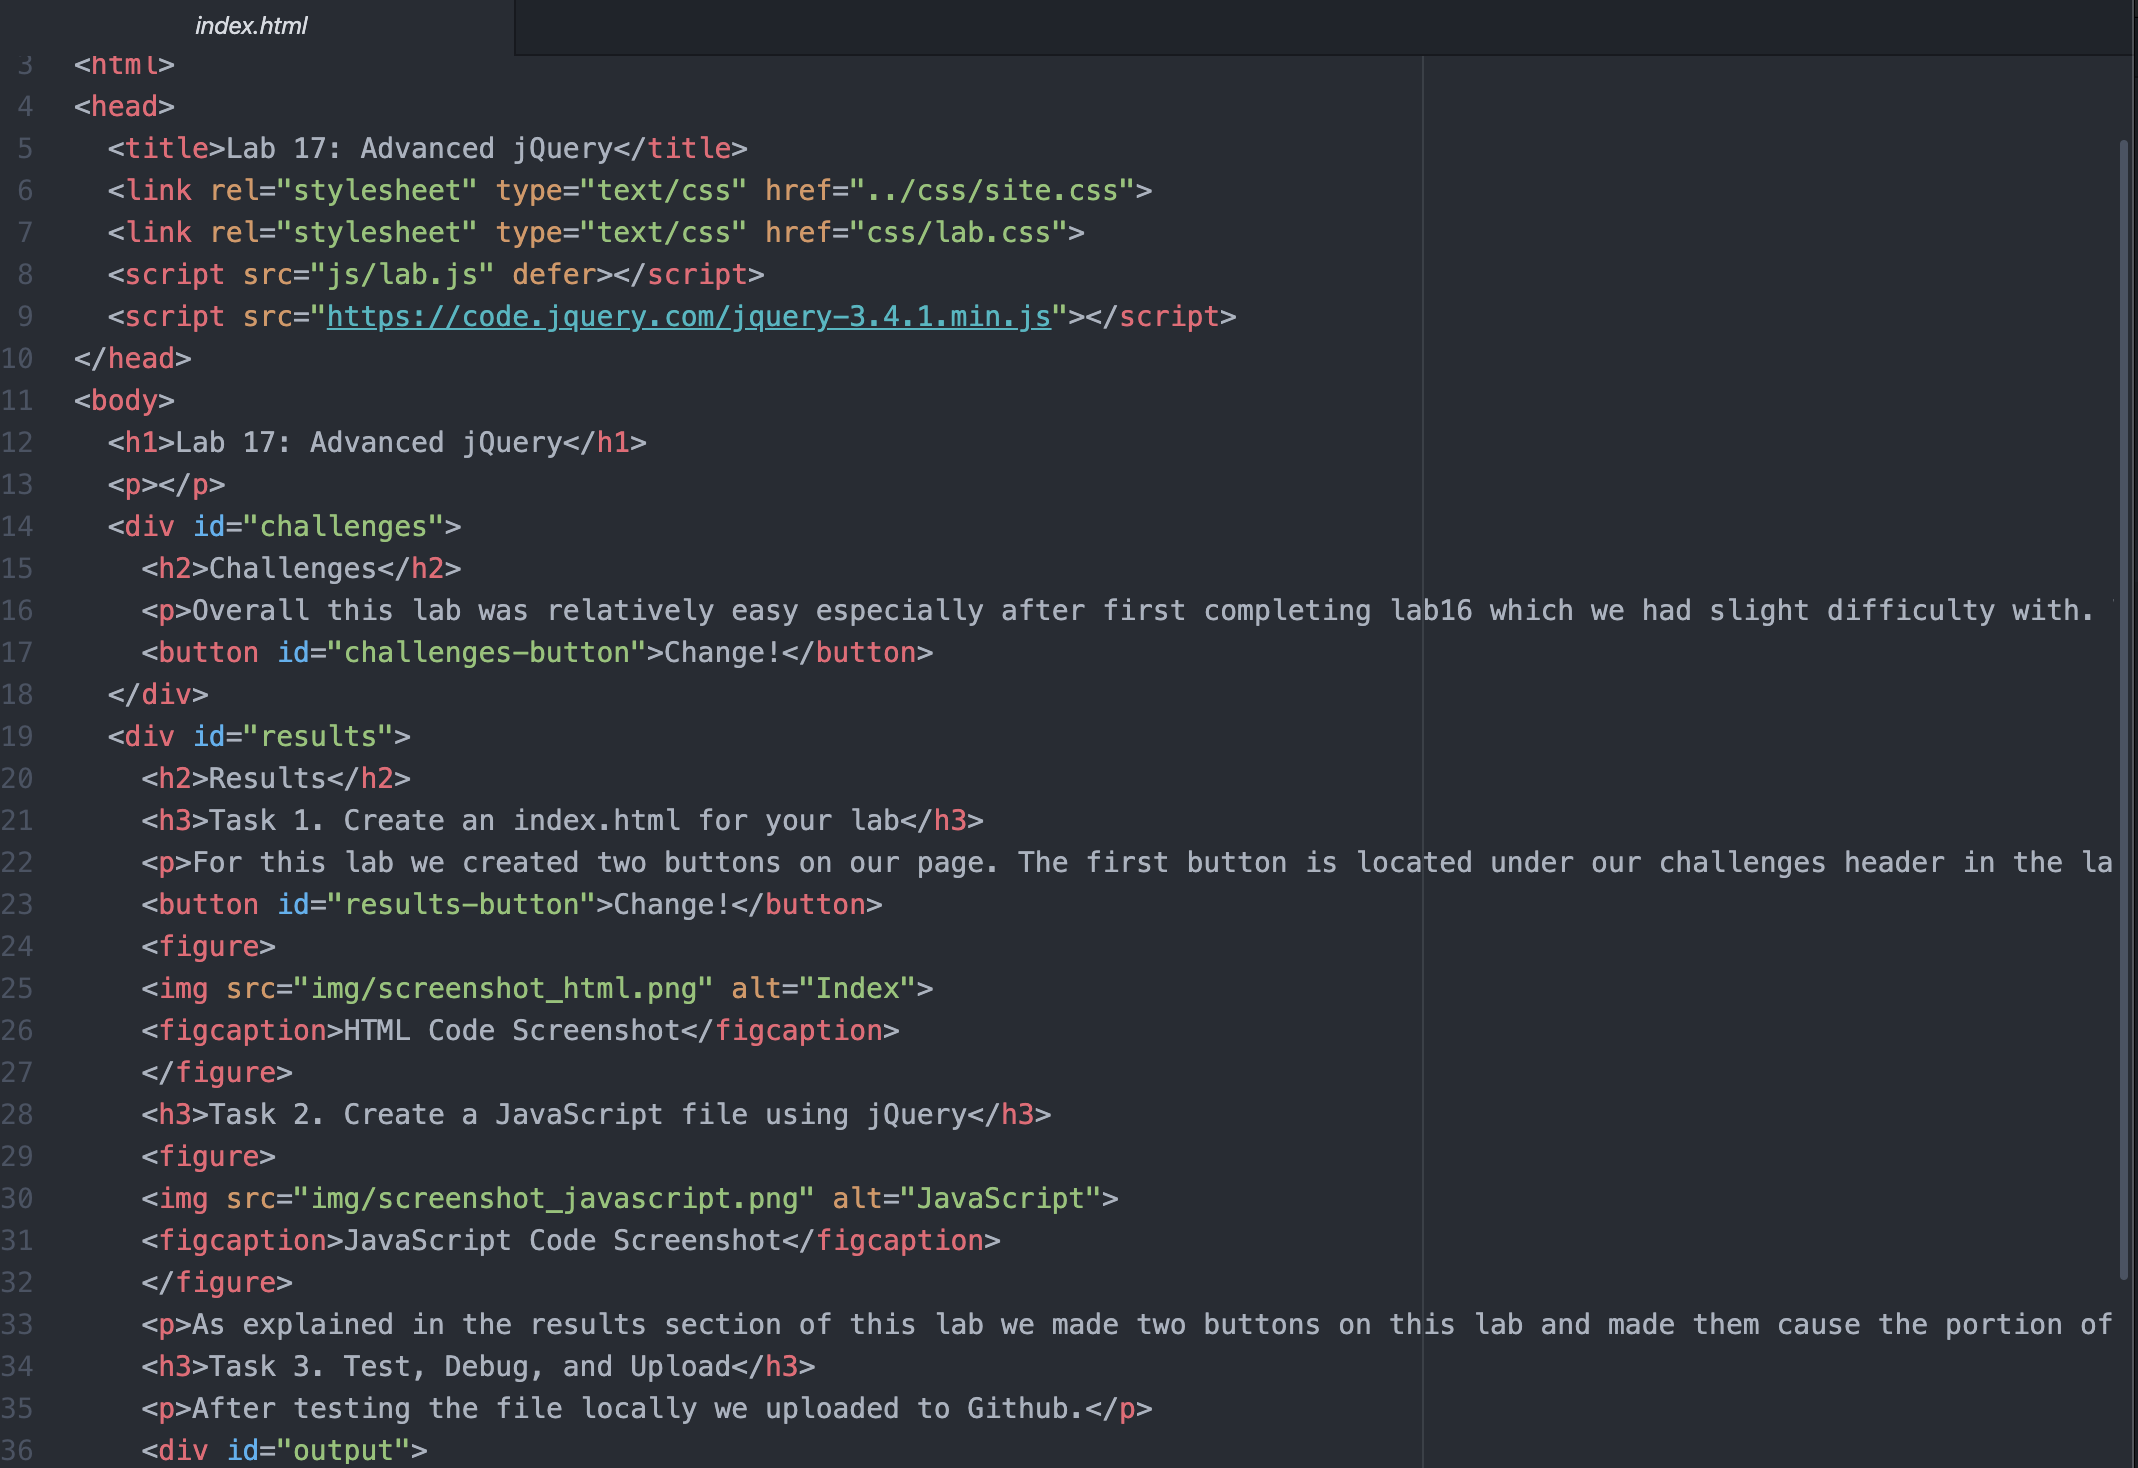 index.html
3 <html>
4 <head>
5 <title>Lab 17: Advanced jQuery</title>
6 <link rel="stylesheet" type="text/css" href="../css/site.css">
7 <link rel="stylesheet" type="text/css" href="css/lab.css">
8 <script src="js/lab.js" defer></script>
9 <script src="https://code.jquery.com/jquery-3.4.1.min.js"></script>
10 </head>
11 <body>
12 <h1>Lab 17: Advanced jQuery</h1>
13 <p></p>
14 <div id="challenges">
15 <h2>Challenges</h2>
16 <p>Overall this lab was relatively easy especially after first completing lab16 which we had slight difficulty with.
17 <button id="challenges-button">Change!</button>
18 </div>
19 <div id="results">
20 <h2>Results</h2>
21 <h3>Task 1. Create an index.html for your lab</h3>
22 <p>For this lab we created two buttons on our page. The first button is located under our challenges header in the la
23 <button id="results-button">Change!</button>
24 <figure>
25 <img src="img/screenshot_html.png" alt="Index">
26 <figcaption>HTML Code Screenshot</figcaption>
27 </figure>
28 <h3>Task 2. Create a JavaScript file using jQuery</h3>
29 <figure>
30 <img src="img/screenshot_javascript.png" alt="JavaScript">
31 <figcaption>JavaScript Code Screenshot</figcaption>
32 </figure>
33 <p>As explained in the results section of this lab we made two buttons on this lab and made them cause the portion of
34 <h3>Task 3. Test, Debug, and Upload</h3>
35 <p>After testing the file locally we uploaded to Github.</p>
36 <div id="output">